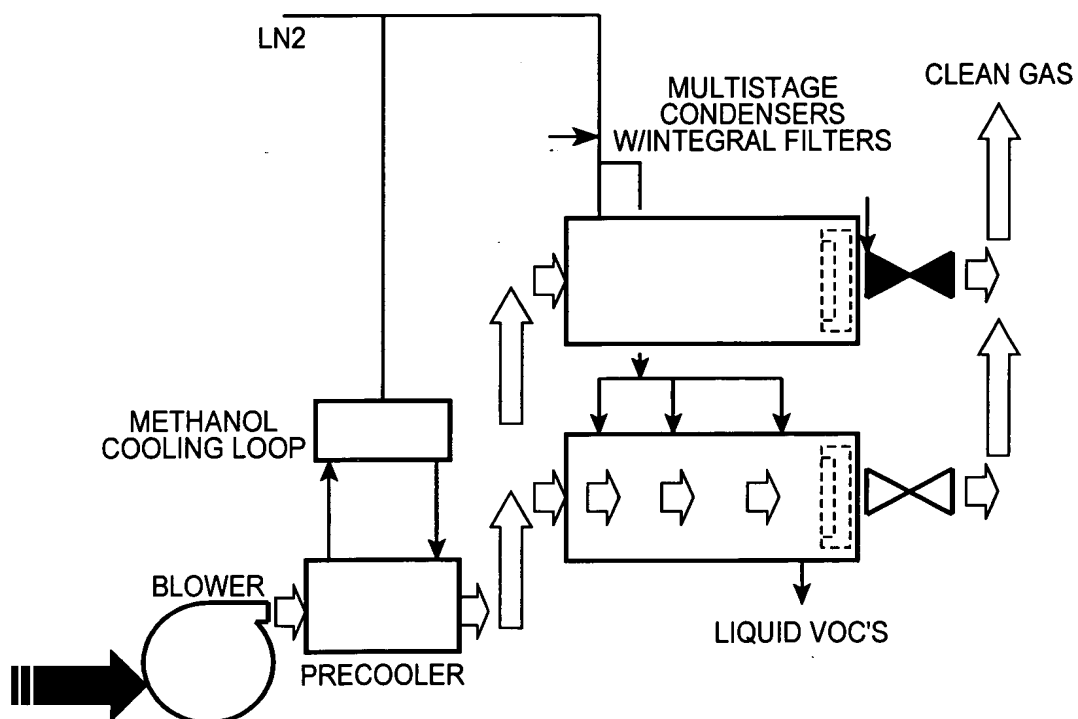 LN2
MULTISTAGE
CONDENSERS
W/INTEGRAL FILTERS
CLEAN GAS
METHANOL
COOLING LOOP
BLOWER
PRECOOLER
LIQUID VOC'S